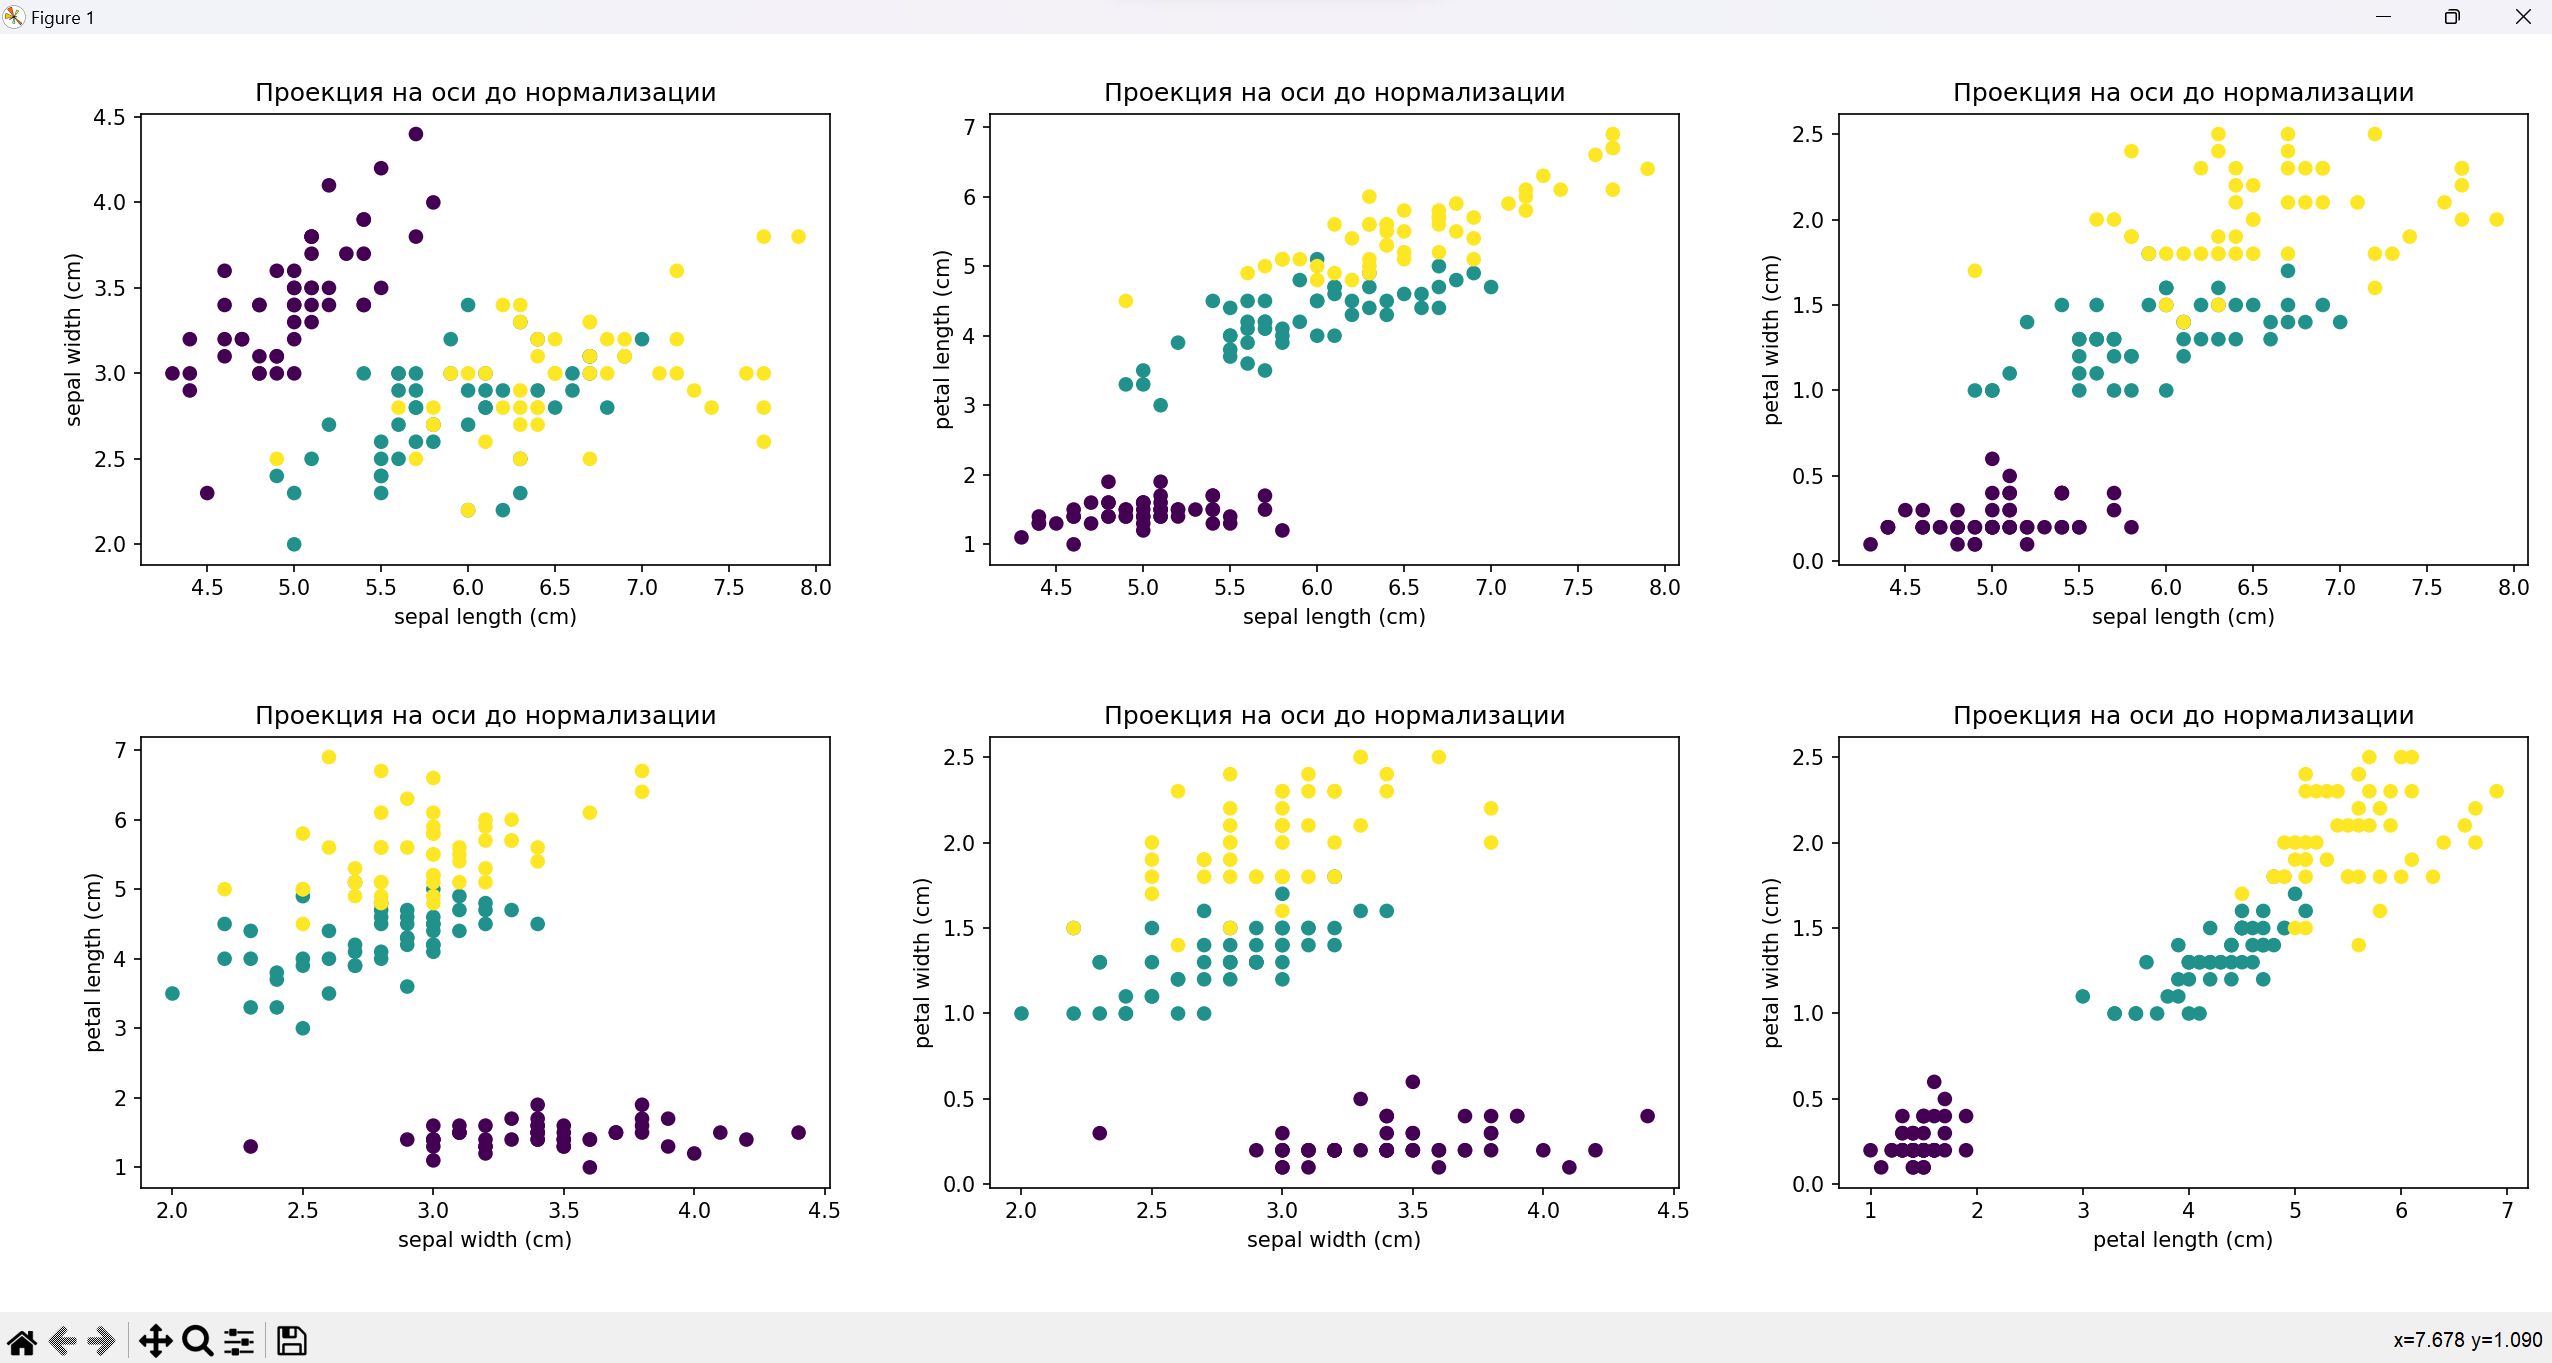 Figure 1
Проекция на оси до нормализации
4.5
4.0
3.5
3.0
2.5
2.0
sepal width (cm)
4.5 5.0 5.5 6.0 6.5 7.0 7.5 8.0
sepal length (cm)
Проекция на оси до нормализации
7
6
5
4
3
2
1
petal length (cm)
4.5 5.0 5.5 6.0 6.5 7.0 7.5 8.0
sepal length (cm)
Проекция на оси до нормализации
2.5
2.0
1.5
1.0
0.5
0.0
petal width (cm)
4.5 5.0 5.5 6.0 6.5 7.0 7.5 8.0
sepal length (cm)
Проекция на оси до нормализации
7
6
5
4
3
2
1
petal length (cm)
2.0 2.5 3.0 3.5 4.0 4.5
sepal width (cm)
Проекция на оси до нормализации
2.5
2.0
1.5
1.0
0.5
0.0
petal width (cm)
2.0 2.5 3.0 3.5 4.0 4.5
sepal width (cm)
Проекция на оси до нормализации
2.5
2.0
1.5
1.0
0.5
0.0
petal width (cm)
1 2 3 4 5 6 7
petal length (cm)
x=7.678 y=1.090